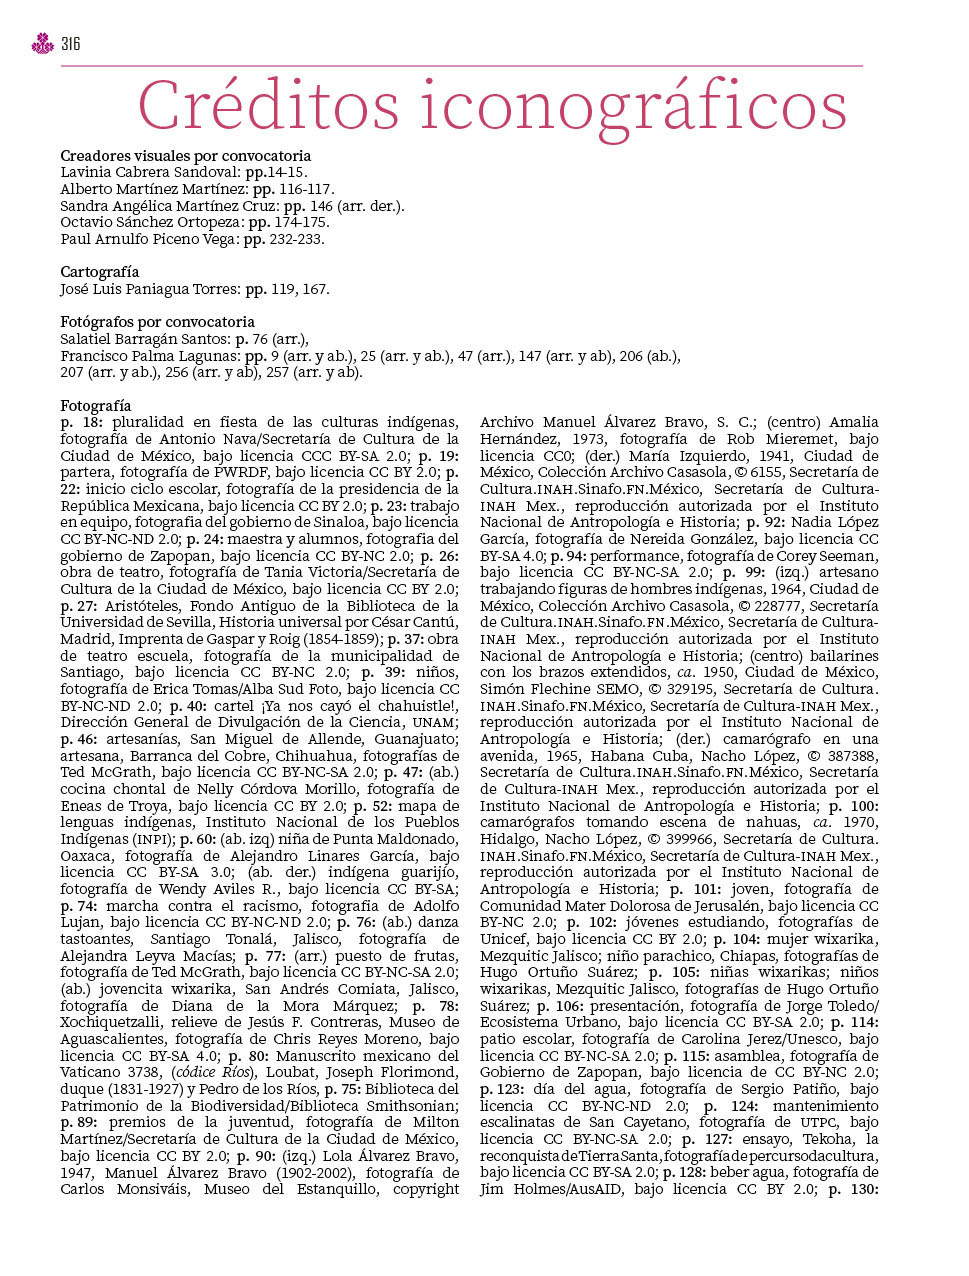 316
Créditos iconográficos
Creadores visuales por convocatoria
Lavinia Cabrera Sandoval: pp.14-15.
Alberto Martínez Martínez: pp. 116-117.
Sandra Angélica Martínez Cruz: pp. 146 (arr. der.).
Octavio Sánchez Ortopeza: pp. 174-175.
Paul Arnulfo Piceno Vega: pp. 232-233.
Cartografía
José Luis Paniagua Torres: pp. 119, 167.
Fotógrafos por convocatoria
Salatiel Barragán Santos: p. 76 (arr.),
Francisco Palma Lagunas: pp. 9 (arr. y ab.), 25 (arr. y ab.), 47 (arr.), 147 (arr. y ab), 206 (ab.),
207 (arr. y ab.), 256 (arr. y ab), 257 (arr. y ab).
Fotografía
p. 18: pluralidad en fiesta de las culturas indígenas,
fotografía de Antonio Nava/Secretaría de Cultura de la
Ciudad de México, bajo licencia CCC BY-SA 2.0; p. 19:
partera, fotografía de PWRDF, bajo licencia CC BY 2.0; p.
22: inicio ciclo escolar, fotografía de la presidencia de la
República Mexicana, bajo licencia CC BY 2.0; p. 23: trabajo
en equipo, fotografia del gobierno de Sinaloa, bajo licencia
CC BY-NC-ND 2.0; p. 24: maestra y alumnos, fotografia del
gobierno de Zapopan, bajo licencia CC BY-NC 2.0; p. 26:
obra de teatro, fotografía de Tania Victoria/Secretaría de
Cultura de la Ciudad de México, bajo licencia CC BY 2.0;
p. 27: Aristóteles, Fondo Antiguo de la Biblioteca de la
Universidad de Sevilla, Historia universal por César Cantú,
Madrid, Imprenta de Gaspar y Roig (1854-1859); p. 37: obra
de teatro escuela, fotografía de la municipalidad de
Santiago, bajo licencia CC BY-NC 2.0; p. 39: niños,
fotografía de Erica Tomas/Alba Sud Foto, bajo licencia CC
BY-NC-ND 2.0; p. 40: cartel ¡Ya nos cayó el chahuistle!,
Dirección General de Divulgación de la Ciencia, UNAM;
p. 46: artesanías, San Miguel de Allende, Guanajuato;
artesana, Barranca del Cobre, Chihuahua, fotografías de
Ted McGrath, bajo licencia CC BY-NC-SA 2.0; p. 47: (ab.)
cocina chontal de Nelly Córdova Morillo, fotografía de
Eneas de Troya, bajo licencia CC BY 2.0; p. 52: mapa de
lenguas indígenas, Instituto Nacional de los Pueblos
Indígenas (INPI); p. 60: (ab. izq) niña de Punta Maldonado,
Oaxaca, fotografía de Alejandro Linares García, bajo
licencia CC BY-SA 3.0; (ab. der.) indígena guarijío,
fotografía de Wendy Aviles R., bajo licencia CC BY-SA;
p. 74: marcha contra el racismo, fotografia de Adolfo
Lujan, bajo licencia CC BY-NC-ND 2.0; p. 76: (ab.) danza
tastoantes, Santiago Tonalá, Jalisco, fotografía de
Alejandra Leyva Macías; p. 77: (arr.) puesto de frutas,
fotografía de Ted McGrath, bajo licencia CC BY-NC-SA 2.0;
(ab.) jovencita wixarika, San Andrés Comiata, Jalisco,
fotografía de Diana de la Mora Márquez; p. 78:
Xochiquetzalli, relieve de Jesús F. Contreras, Museo de
Aguascalientes, fotografía de Chris Reyes Moreno, bajo
licencia CC BY-SA 4.0; p. 80: Manuscrito mexicano del
Vaticano 3738, (códice Ríos), Loubat, Joseph Florimond,
duque (1831-1927) y Pedro de los Ríos, p. 75: Biblioteca del
Patrimonio de la Biodiversidad/Biblioteca Smithsonian;
p. 89: premios de la juventud, fotografía de Milton
Martínez/Secretaría de Cultura de la Ciudad de México,
bajo licencia CC BY 2.0; p. 90: (izq.) Lola Álvarez Bravo,
1947, Manuel Álvarez Bravo (1902-2002), fotografía de
Carlos Monsiváis, Museo del Estanquillo, copyright
Archivo Manuel Álvarez Bravo, S. C.; (centro) Amalia
Hernández, 1973, fotografía de Rob Mieremet, bajo
licencia CC0; (der.) María Izquierdo, 1941, Ciudad de
México, Colección Archivo Casasola, © 6155, Secretaría de
Cultura.INAH.Sinafo.FN.México, Secretaría de Cultura-
INAH Mex., reproducción autorizada por el Instituto
Nacional de Antropología e Historia; p. 92: Nadia López
García, fotografía de Nereida González, bajo licencia CC
BY-SA 4.0; p. 94: performance, fotografía de Corey Seeman,
bajo licencia CC BY-NC-SA 2.0; p. 99: (izq.) artesano
trabajando figuras de hombres indígenas, 1964, Ciudad de
México, Colección Archivo Casasola, © 228777, Secretaría
de Cultura.INAH.Sinafo.FN.México, Secretaría de Cultura-
INAH Mex., reproducción autorizada por el Instituto
Nacional de Antropología e Historia; (centro) bailarines
con los brazos extendidos, ca. 1950, Ciudad de México,
Simón Flechine SEMO, © 329195, Secretaría de Cultura.
INAH.Sinafo.FN.México, Secretaría de Cultura-INAH Mex.,
reproducción autorizada por el Instituto Nacional de
Antropología e Historia; (der.) camarógrafo en una
avenida, 1965, Habana Cuba, Nacho López, © 387388,
Secretaría de Cultura.INAH.Sinafo.FN.México, Secretaría
de Cultura-INAH Mex., reproducción autorizada por el
Instituto Nacional de Antropología e Historia; p. 100:
camarógrafos tomando escena de nahuas, ca. 1970,
Hidalgo, Nacho López, © 399966, Secretaría de Cultura.
INAH.Sinafo.FN.México, Secretaría de Cultura-INAH Mex.,
reproducción autorizada por el Instituto Nacional de
Antropología e Historia; p. 101: joven, fotografía de
Comunidad Mater Dolorosa de Jerusalén, bajo licencia CC
BY-NC 2.0; p. 102: jóvenes estudiando, fotografías de
Unicef, bajo licencia CC BY 2.0; p. 104: mujer wixarika,
Mezquitic Jalisco; niño parachico, Chiapas, fotografías de
Hugo Ortuño Suárez; p. 105: niñas wixarikas; niños
wixarikas, Mezquitic Jalisco, fotografías de Hugo Ortuño
Suárez; p. 106: presentación, fotografía de Jorge Toledo/
Ecosistema Urbano, bajo licencia CC BY-SA 2.0; p. 114:
patio escolar, fotografía de Carolina Jerez/Unesco, bajo
licencia CC BY-NC-SA 2.0; p. 115: asamblea, fotografía de
Gobierno de Zapopan, bajo licencia de CC BY-NC 2.0;
p. 123: día del agua, fotografía de Sergio Patiño, bajo
licencia CC BY-NC-ND 2.0; p. 124: mantenimiento
escalinatas de San Cayetano, fotografía de UTPC, bajo
licencia CC BY-NC-SA 2.0; p. 127: ensayo, Tekoha, la
reconquista de Tierra Santa, fotografía de percurso da cultura,
bajo licencia CC BY-SA 2.0; p. 128: beber agua, fotografía de
Jim Holmes/AusAID, bajo licencia CC BY 2.0; p. 130: